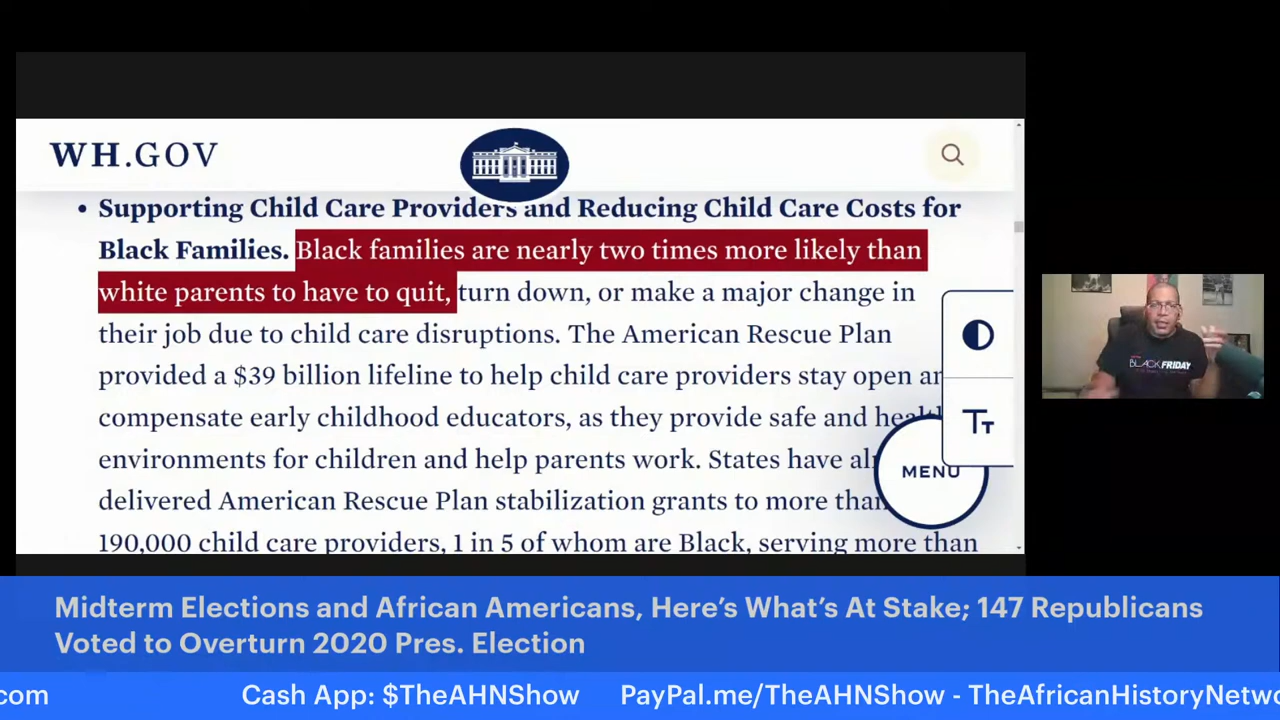 WH.GOV
• Supporting Child Care Providers and Reducing Child Care Costs for
Black Families. Black families are nearly two times more likely than
white parents to have to quit, turn down, or make a major change in
their job due to child care disruptions. The American Rescue Plan
provided a $39 billion lifeline to help child care providers stay open
compensate early childhood educators, as they provide safe and
environments for children and help parents work. States have
delivered American Rescue Plan stabilization grants to more than
190,000 child care providers, 1 in 5 of whom are Black, serving more than
Tт
MENU
BLACK FRIDAY
Midterm Elections and African Americans, Here's What's At Stake; 147 Republicans
Voted to Overturn 2020 Pres. Election
com Cash App: $TheAHNShow PayPal.me/TheAHNShow - TheAfricanHistoryNetwo